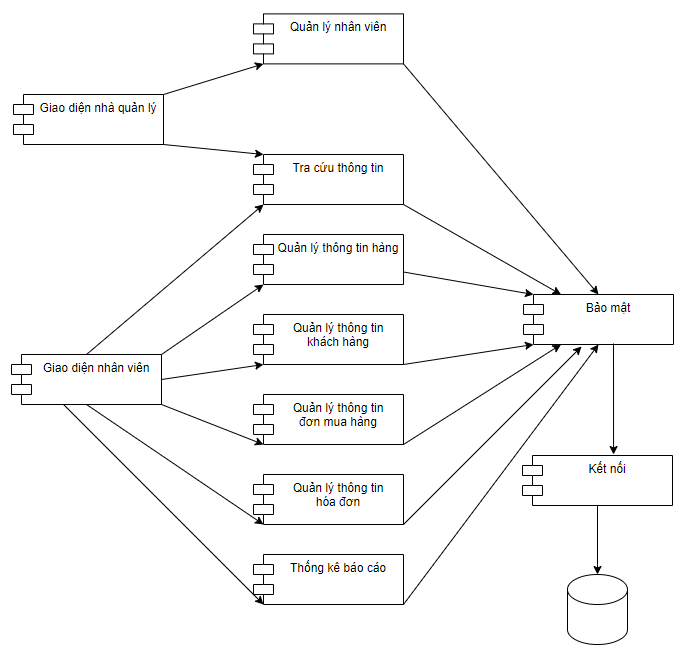 Quản lý nhân viên
Giao diện nhà quản lý
Tra cứu thông tin
Quản lý thông tin hàng
Bảo mật
Quản lý thông tin
khách hàng
Giao diện nhân viên
Quản lý thông tin
đơn mua hàng
Kết nối
Quản lý thông tin
hóa đơn
Thống kê báo cáo